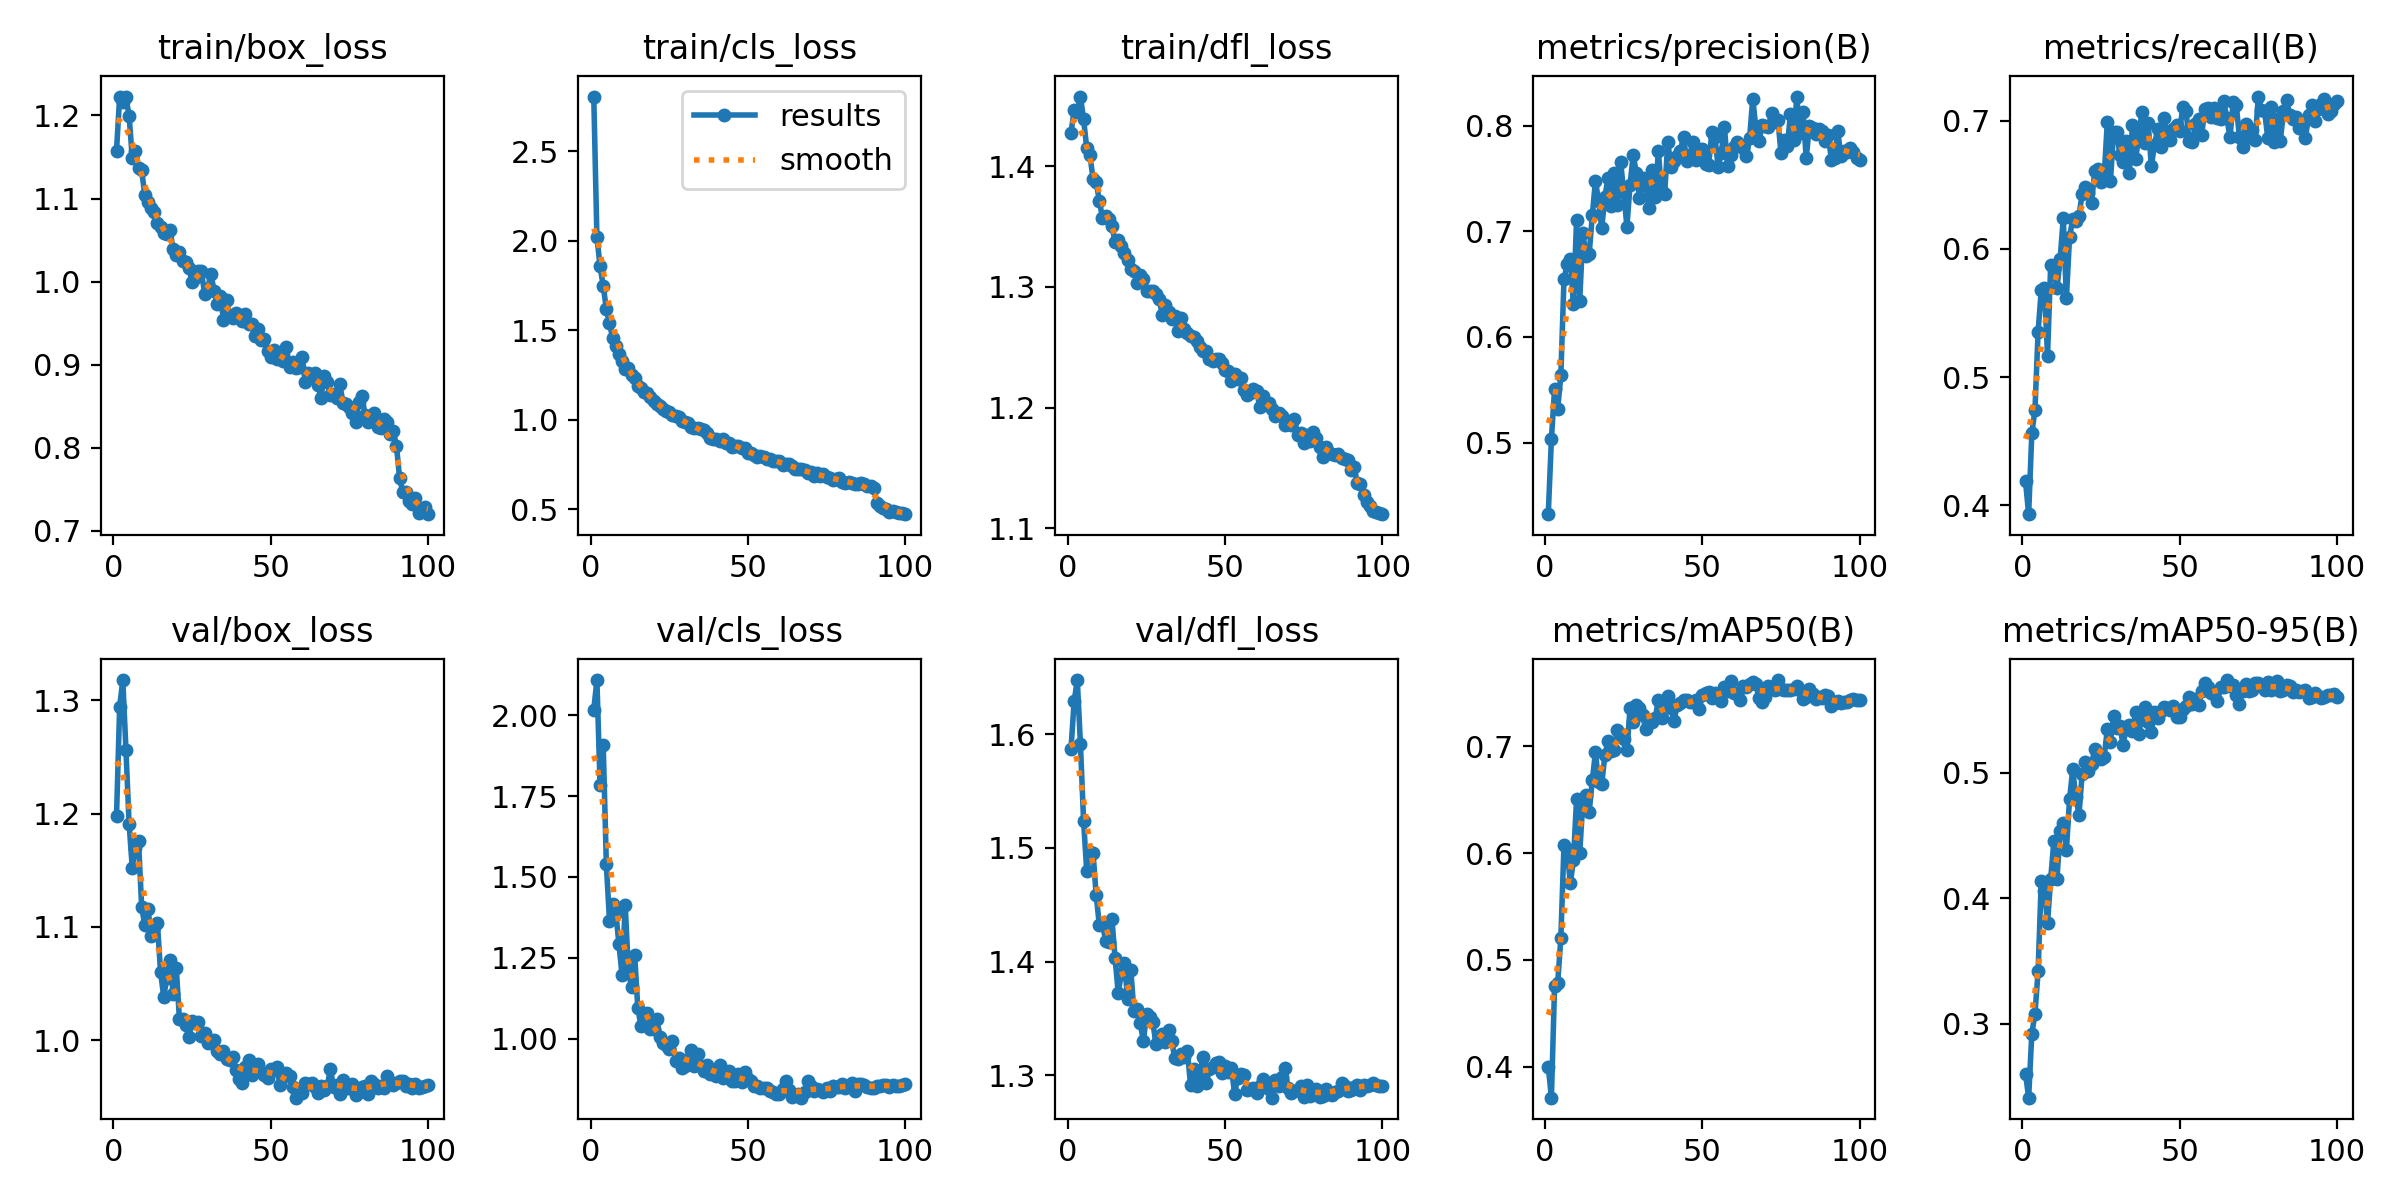 train/box_loss
1.2
1.1
1.0
0.9
0.8
0.7
0 50 100
train/cls_loss
results
smooth
2.5
2.0
1.5
1.0
0.5
0 50 100
train/dfl_loss
1.4
1.3
1.2
1.1
0 50 100
metrics/precision(B)
0.8
0.7
0.6
0.5
0 50 100
metrics/recall(B)
0.7
0.6
0.5
0.4
0 50 100
val/box_loss
1.3
1.2
1.1
1.0
0 50 100
val/cls_loss
2.00
1.75
1.50
1.25
1.00
0 50 100
val/dfl_loss
1.6
1.5
1.4
1.3
0 50 100
metrics/mAP50(B)
0.7
0.6
0.5
0.4
0 50 100
metrics/mAP50-95(B)
0.5
0.4
0.3
0 50 100